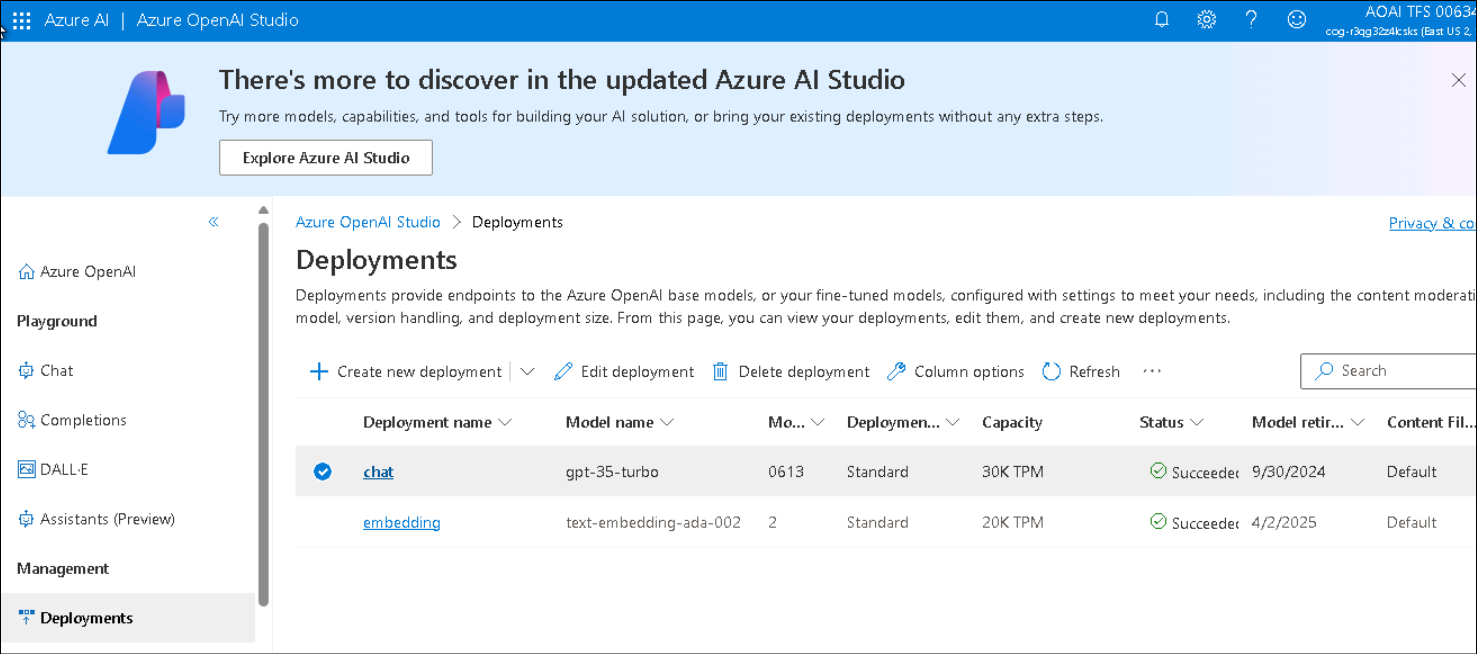 Azure AI | Azure OpenAI Studio
AOAI TFS 00634
cog-r3qg32z4lcsks (East US 2,
There's more to discover in the updated Azure AI Studio
Try more models, capabilities, and tools for building your AI solution, or bring your existing deployments without any extra steps.
Explore Azure AI Studio
Azure OpenAI
Playground
Chat
Completions
DALL·E
Assistants (Preview)
Management
Deployments
Azure OpenAI Studio > Deployments
Privacy & co
Deployments
Deployments provide endpoints to the Azure OpenAI base models, or your fine-tuned models, configured with settings to meet your needs, including the content moderati
model, version handling, and deployment size. From this page, you can view your deployments, edit them, and create new deployments.
Create new deployment | Edit deployment Delete deployment Column options Refresh ··· Search
Deployment name Model name Mo... Deploymen... Capacity Status Model retir... Content Fil...
chat gpt-35-turbo 0613 Standard 30K TPM Succeeded 9/30/2024 Default
embedding text-embedding-ada-002 2 Standard 20K TPM Succeeded 4/2/2025 Default